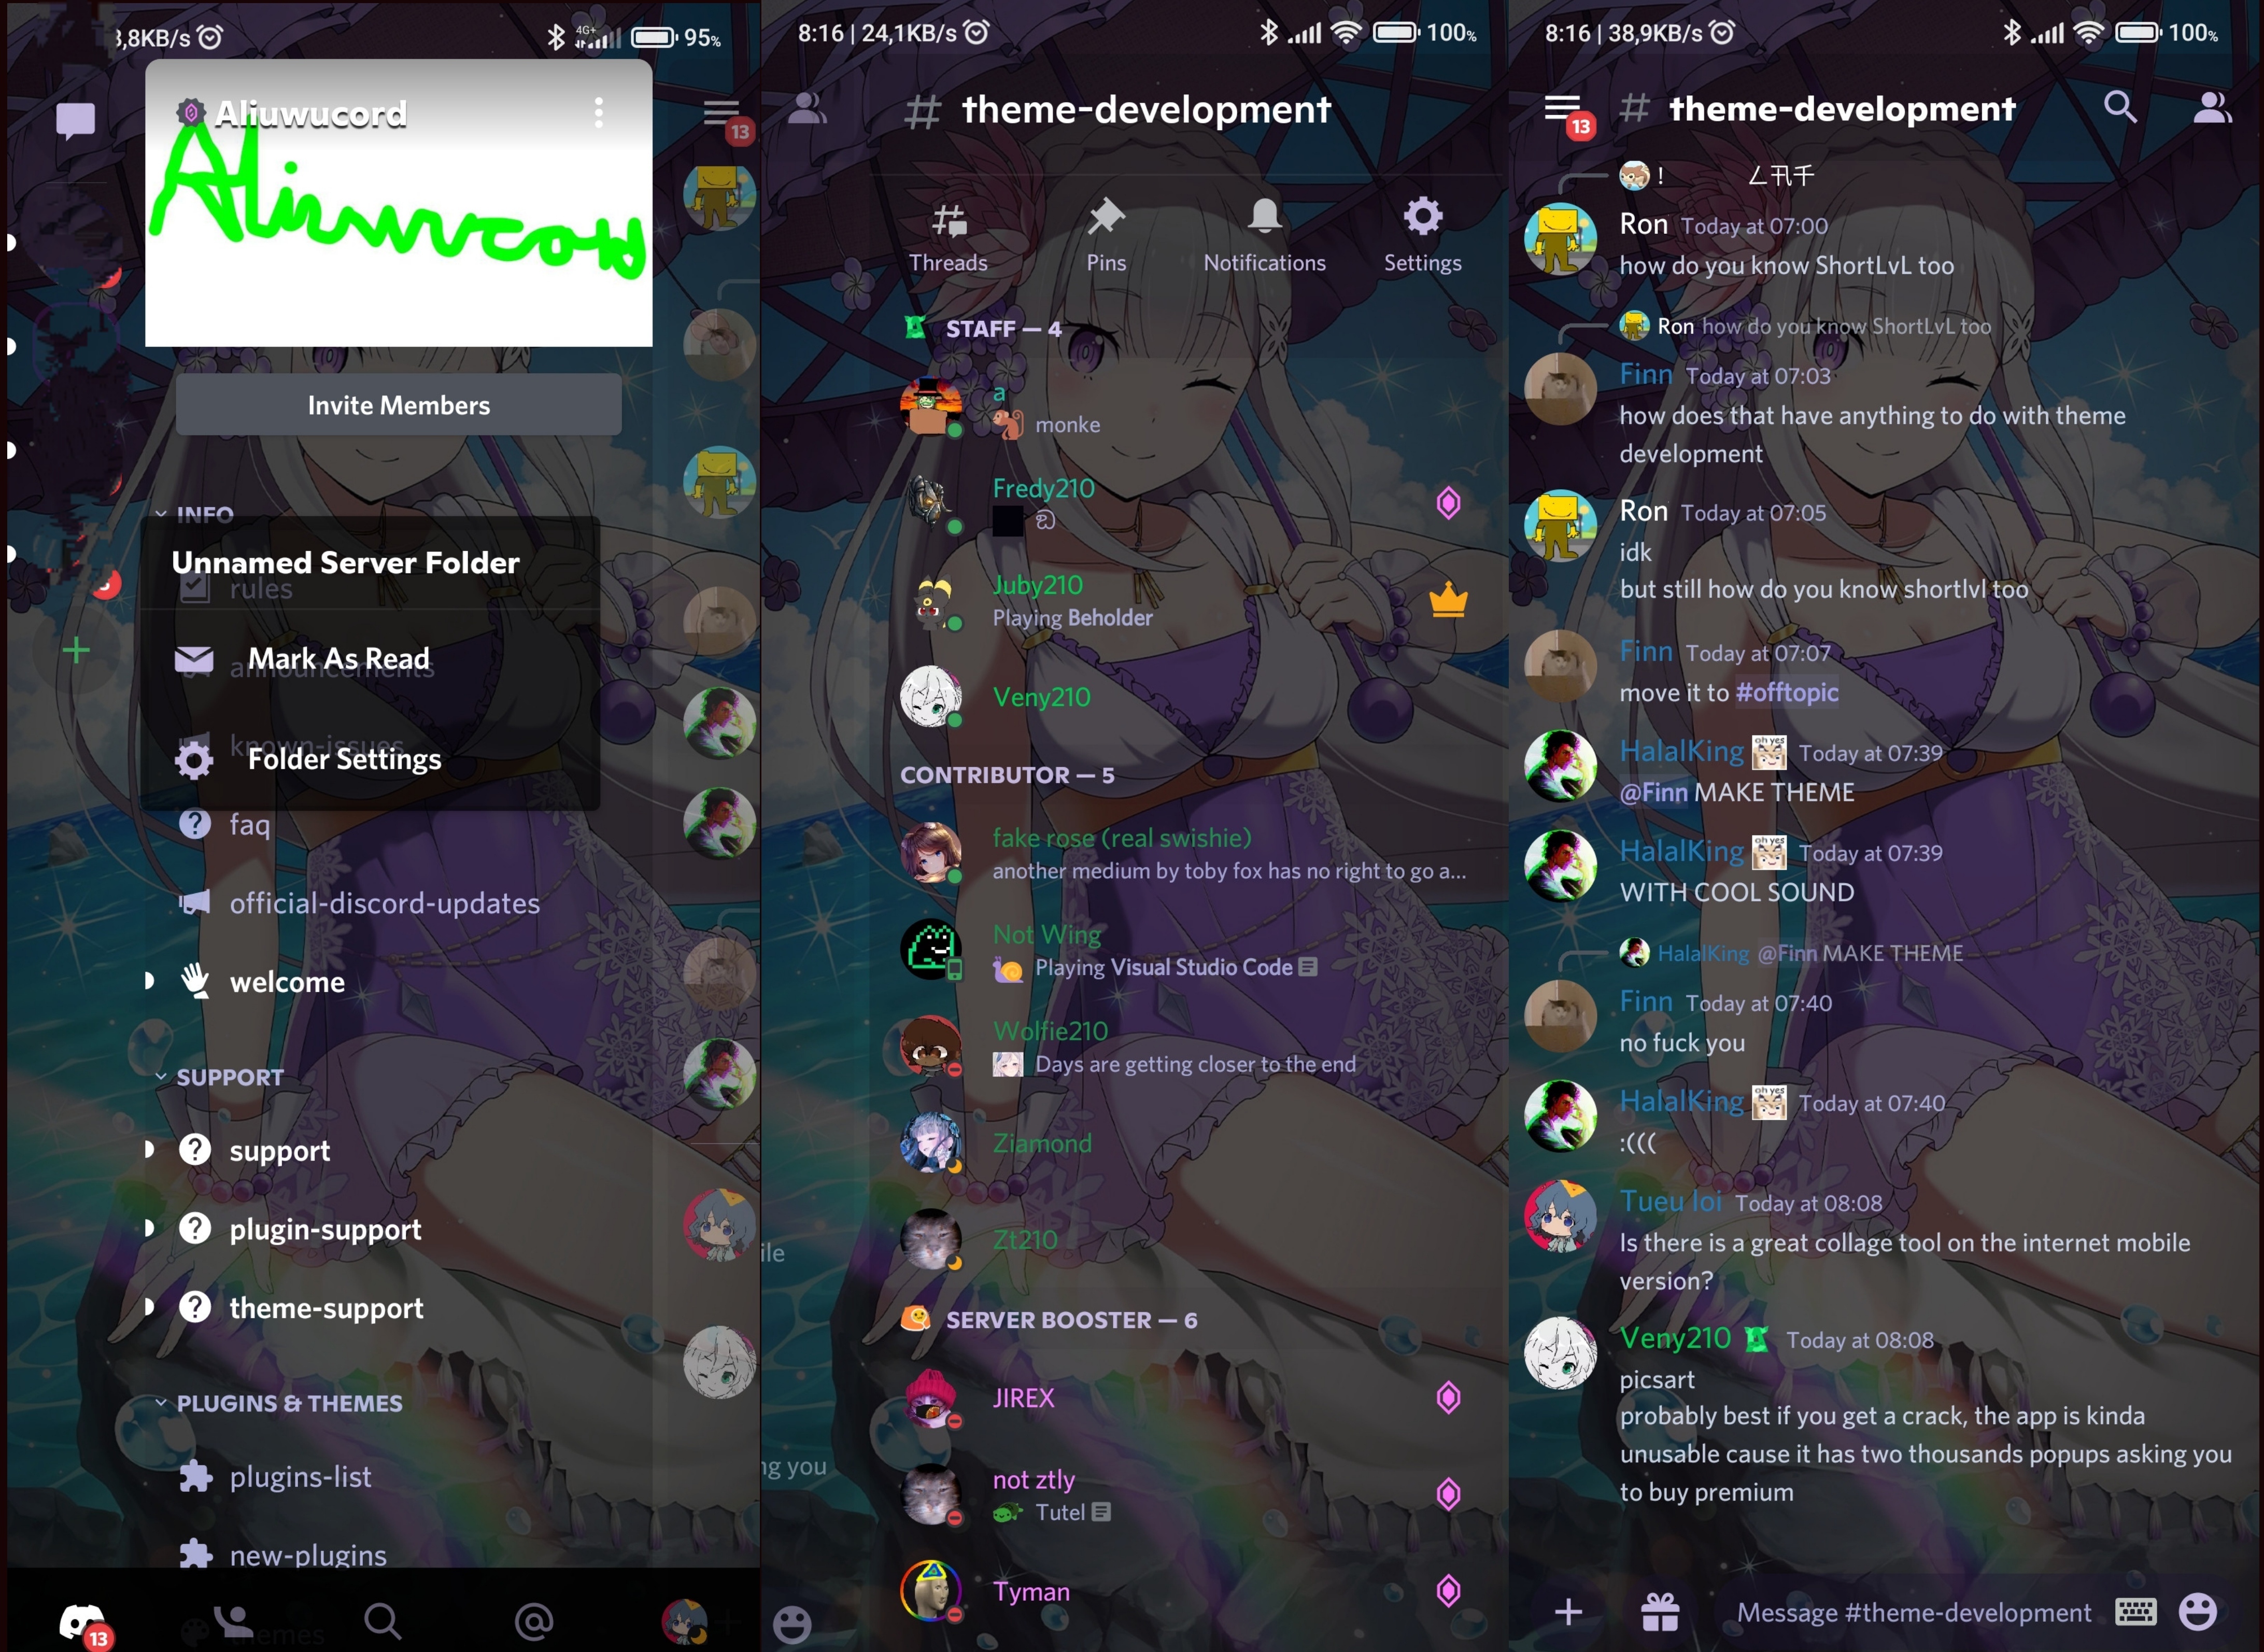 3,8KB/s
4G+
95%
Aliuwucord
Aliuwucord
Invite Members
INFO
Unnamed Server Folder
rules
Mark As Read
announcements
known-issues
Folder Settings
faq
official-discord-updates
welcome
SUPPORT
support
plugin-support
theme-support
PLUGINS & THEMES
plugins-list
new-plugins
themes
13
13
ile
ng you
8:16 | 24,1KB/s
100%
# theme-development
Threads
Pins
Notifications
Settings
STAFF — 4
a
monke
Fredy210
ඞ
Juby210
Playing Beholder
Veny210
CONTRIBUTOR — 5
fake rose (real swishie)
another medium by toby fox has no right to go a...
Not Wing
Playing Visual Studio Code
Wolfie210
Days are getting closer to the end
Ziamond
Zt210
SERVER BOOSTER — 6
JIREX
not ztly
Tutel
Tyman
8:16 | 38,9KB/s
100%
13
# theme-development
!
Ron Today at 07:00
how do you know ShortLvL too
Ron how do you know ShortLvL too
Finn Today at 07:03
how does that have anything to do with theme
development
Ron Today at 07:05
idk
but still how do you know shortlvl too
Finn Today at 07:07
move it to #offtopic
HalalKing oh yes Today at 07:39
@Finn MAKE THEME
HalalKing oh yes Today at 07:39
WITH COOL SOUND
HalalKing @Finn MAKE THEME
Finn Today at 07:40
no fuck you
HalalKing oh yes Today at 07:40
:(((
Tueu loi Today at 08:08
Is there is a great collage tool on the internet mobile
version?
Veny210 Today at 08:08
picsart
probably best if you get a crack, the app is kinda
unusable cause it has two thousands popups asking you
to buy premium
Message #theme-development